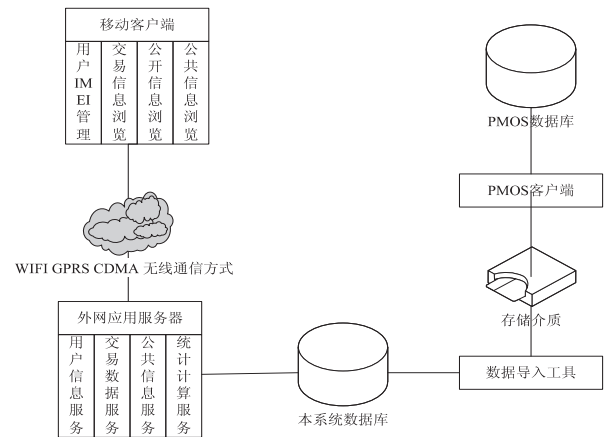 移动客户端
用户IMEI管理
交易信息浏览
公开信息浏览
公共信息浏览
PMOS数据库
PMOS客户端
WIFI GPRS CDMA 无线通信方式
存储介质
外网应用服务器
用户信息服务
交易数据服务
公共信息服务
统计计算服务
本系统数据库
数据导入工具